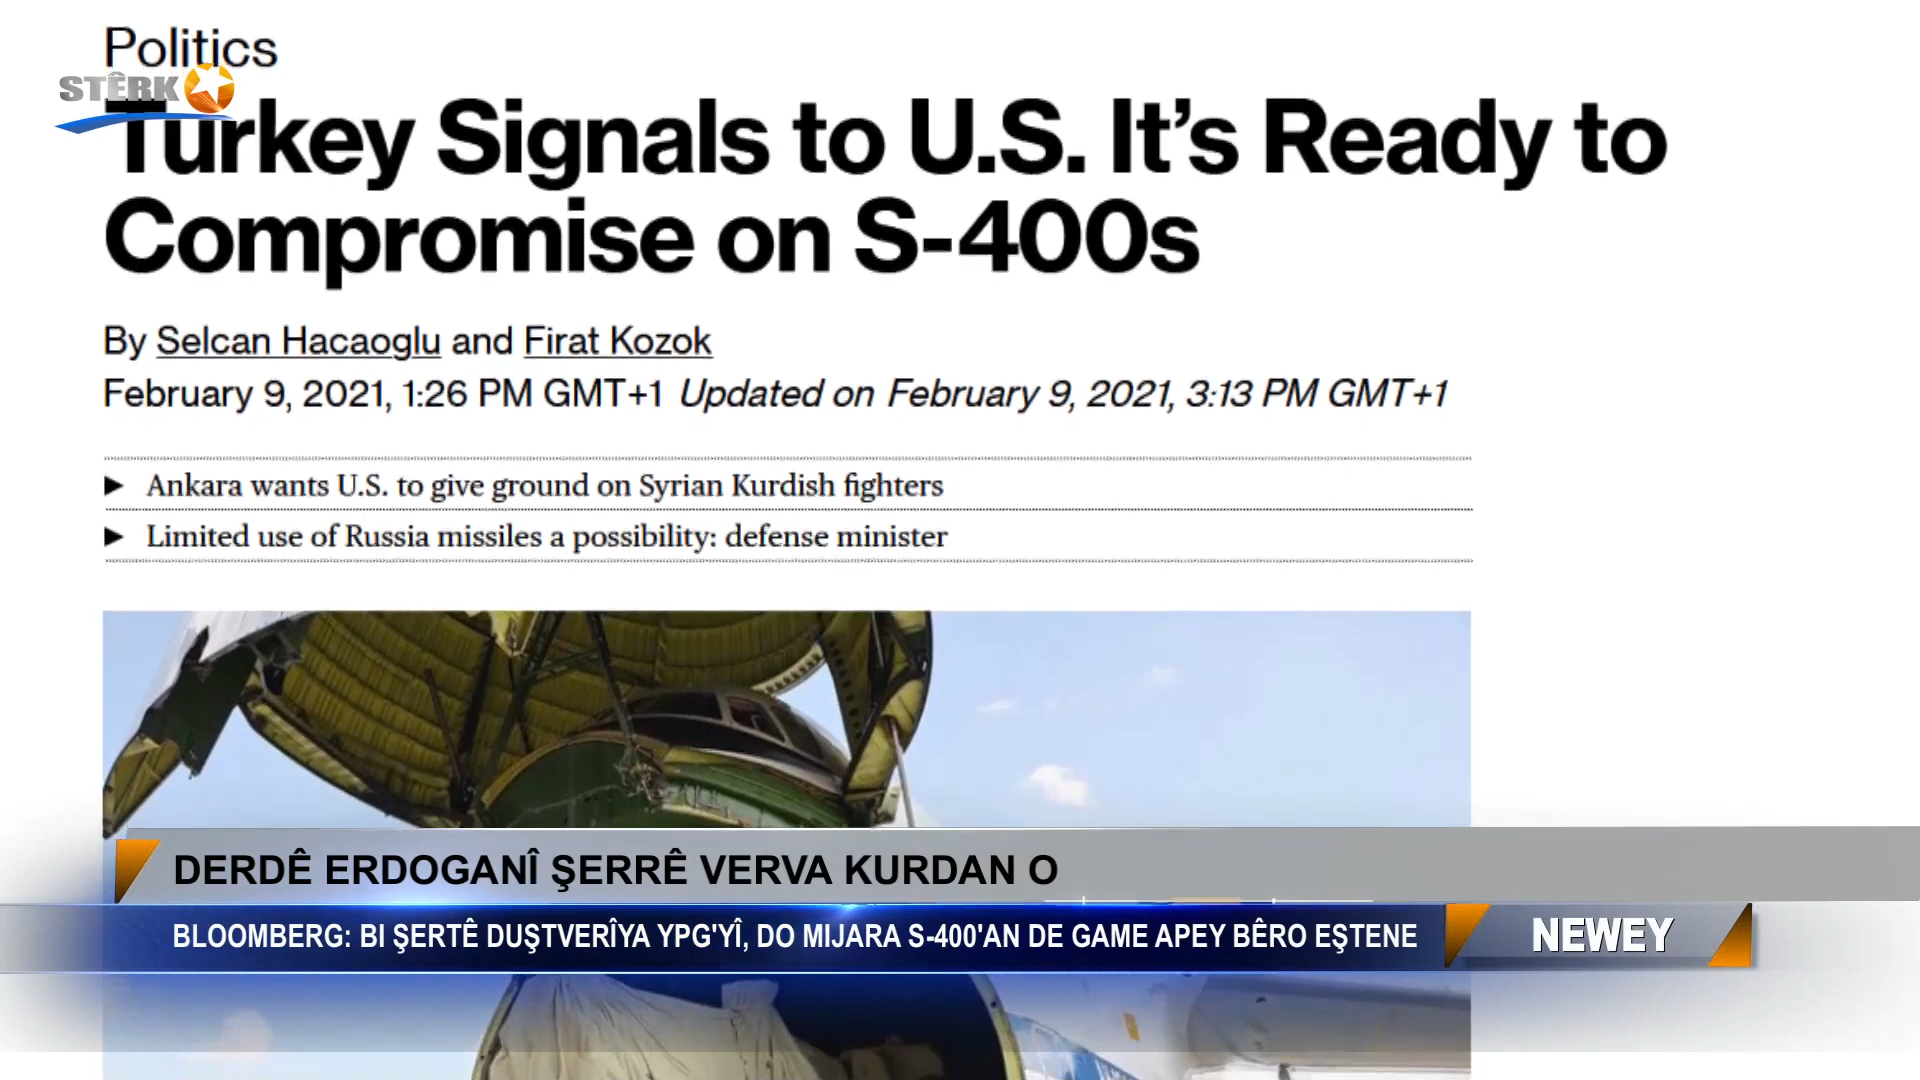 Politics
STÊRK
Turkey Signals to U.S. It's Ready to
Compromise on S-400s
By Selcan Hacaoglu and Firat Kozok
February 9, 2021, 1:26 PM GMT+1 Updated on February 9, 2021, 3:13 PM GMT+1
Ankara wants U.S. to give ground on Syrian Kurdish fighters
Limited use of Russia missiles a possibility: defense minister
DERDÊ ERDOGANÎ ŞERRÊ VERVA KURDAN O
BLOOMBERG: BI ŞERTÊ DUŞTVERÎYA YPG'YÎ, DO MIJARA S-400'AN DE GAME APEY BÊRO EŞTENE
NEWEY